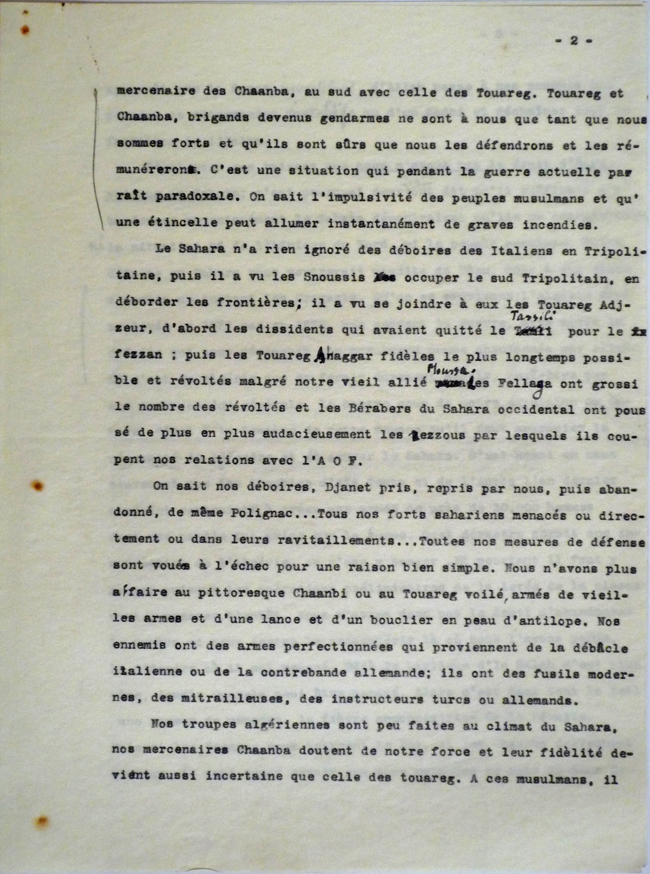 - 2 -
mercenaire des Chaanba, au sud avec celle des Touareg. Touareg et
Chaanba, brigands devenus gendarmes ne sont à nous que tant que nous
sommes forts et qu'ils sont sûrs que nous les défendrons et les ré-
munérerons. C'est une situation qui pendant la guerre actuelle pa
raît paradoxale. On sait l'impulsivité des peuples musulmans et qu'
une étincelle peut allumer instantanément de graves incendies.
Le Sahara n'a rien ignoré des déboires des Italiens en Tripoli-
taine, puis il a vu les Snoussis occuper le sud Tripolitain, en
déborder les frontières; il a vu se joindre à eux les Touareg Adj-
Tassili
zeur, d'abord les dissidents qui avaient quitté le pour le
fezzan ; puis les Touareg Ahaggar fidèles le plus longtemps possi-
Moussa.
ble et révoltés malgré notre vieil allié les Fellaga ont grossi
le nombre des révoltés et les Bérabers du Sahara occidental ont pous
sé de plus en plus audacieusement les rezzous par lesquels ils cou-
pent nos relations avec l'A O F.
On sait nos déboires, Djanet pris, repris par nous, puis aban-
donné, de même Polignac...Tous nos forts sahariens menacés ou direc-
tement ou dans leurs ravitaillements...Toutes nos mesures de défense
sont voués à l'échec pour une raison bien simple. Nous n'avons plus
affaire au pittoresque Chaanbi ou au Touareg voilé, armés de vieil-
les armes et d'une lance et d'un bouclier en peau d'antilope. Nos
ennemis ont des armes perfectionnées qui proviennent de la débâcle
italienne ou de la contrebande allemande; ils ont des fusils moder-
nes, des mitrailleuses, des instructeurs turcs ou allemands.
Nos troupes algériennes sont peu faites au climat du Sahara,
nos mercenaires Chaanba doutent de notre force et leur fidèlité de-
vient aussi incertaine que celle des touareg. A ces musulmans, il